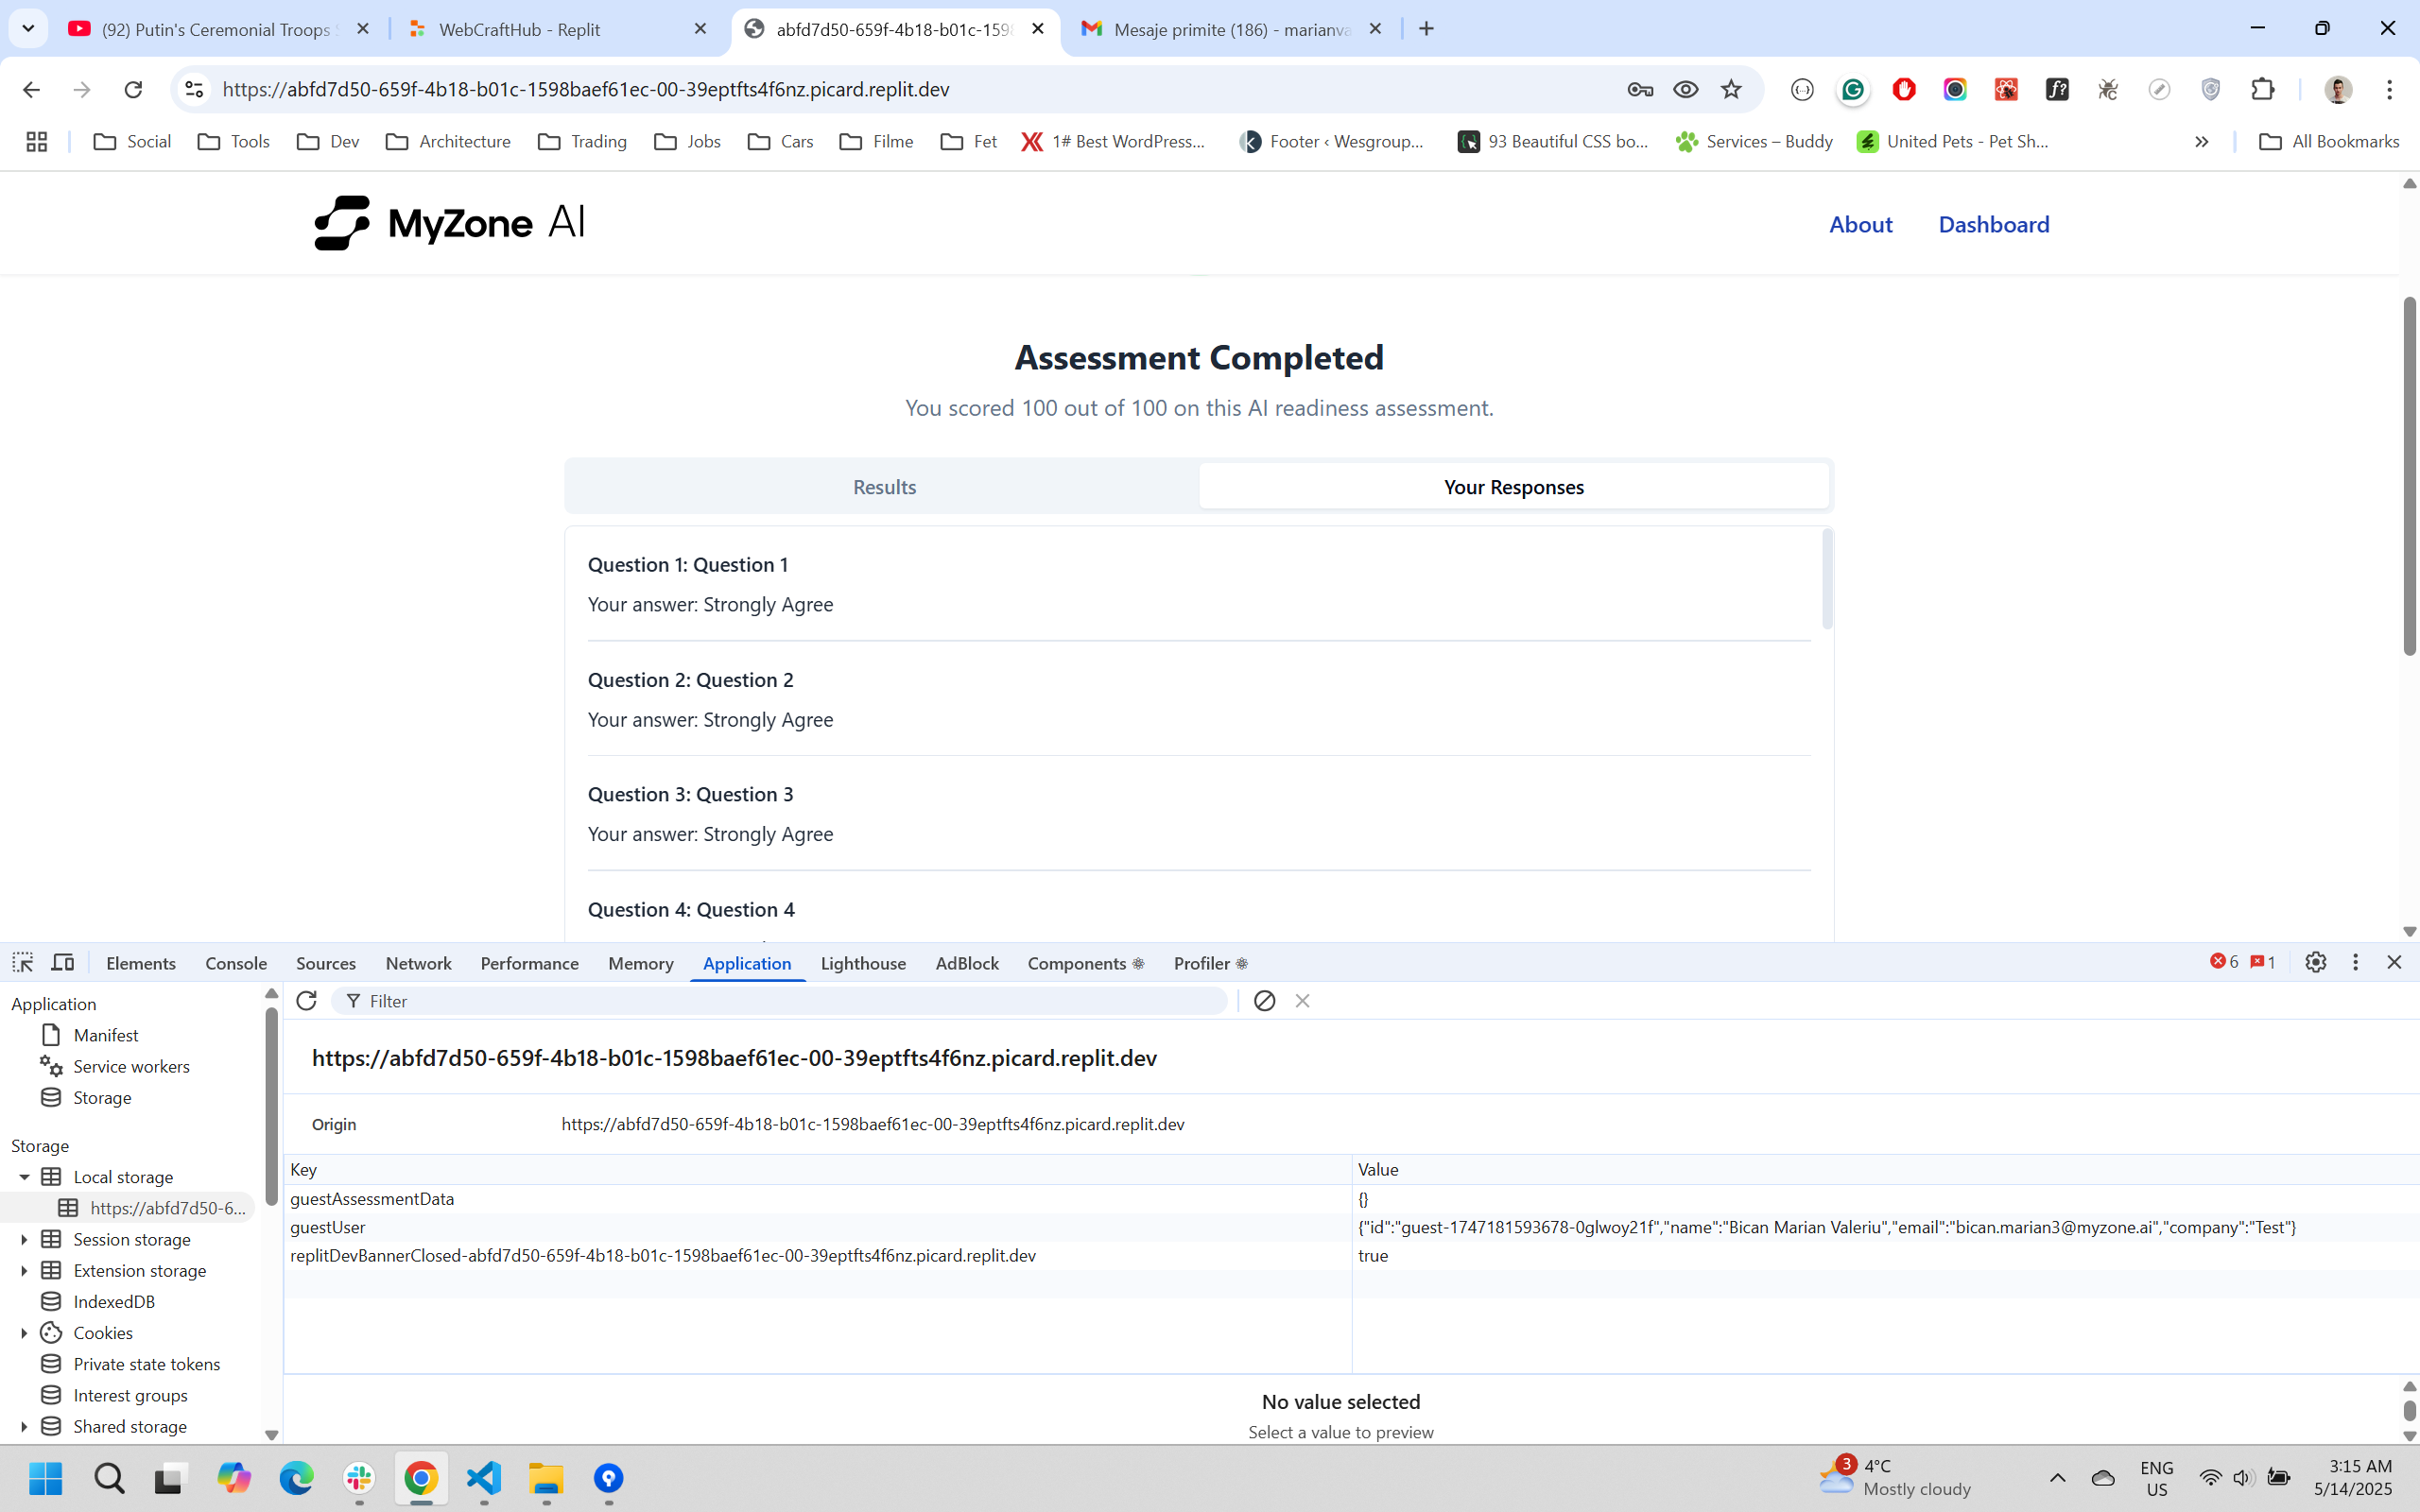 (92) Putin's Ceremonial Troops
WebCraftHub - Replit
abfd7d50-659f-4b18-b01c-159
Mesaje primite (186) - marianva
https://abfd7d50-659f-4b18-b01c-1598baef61ec-00-39eptfts4f6nz.picard.replit.dev
Social
Tools
Dev
Architecture
Trading
Jobs
Cars
Filme
Fet
1# Best WordPress...
Footer ‹ Wesgroup...
93 Beautiful CSS bo...
Services – Buddy
United Pets - Pet Sh...
All Bookmarks
MyZone AI
About
Dashboard
Assessment Completed
You scored 100 out of 100 on this AI readiness assessment.
Results
Your Responses
Question 1: Question 1
Your answer: Strongly Agree
Question 2: Question 2
Your answer: Strongly Agree
Question 3: Question 3
Your answer: Strongly Agree
Question 4: Question 4
Elements
Console
Sources
Network
Performance
Memory
Application
Lighthouse
AdBlock
Components
Profiler
6
1
Application
Manifest
Service workers
Storage
Storage
Local storage
https://abfd7d50-6...
Session storage
Extension storage
IndexedDB
Cookies
Private state tokens
Interest groups
Shared storage
Filter
https://abfd7d50-659f-4b18-b01c-1598baef61ec-00-39eptfts4f6nz.picard.replit.dev
Origin https://abfd7d50-659f-4b18-b01c-1598baef61ec-00-39eptfts4f6nz.picard.replit.dev
Key Value
guestAssessmentData {}
guestUser {"id":"guest-1747181593678-0glwoy21f","name":"Bican Marian Valeriu","email":"bican.marian3@myzone.ai","company":"Test"}
replitDevBannerClosed-abfd7d50-659f-4b18-b01c-1598baef61ec-00-39eptfts4f6nz.picard.replit.dev true
No value selected
Select a value to preview
3
4°C
Mostly cloudy
ENG
US
3:15 AM
5/14/2025